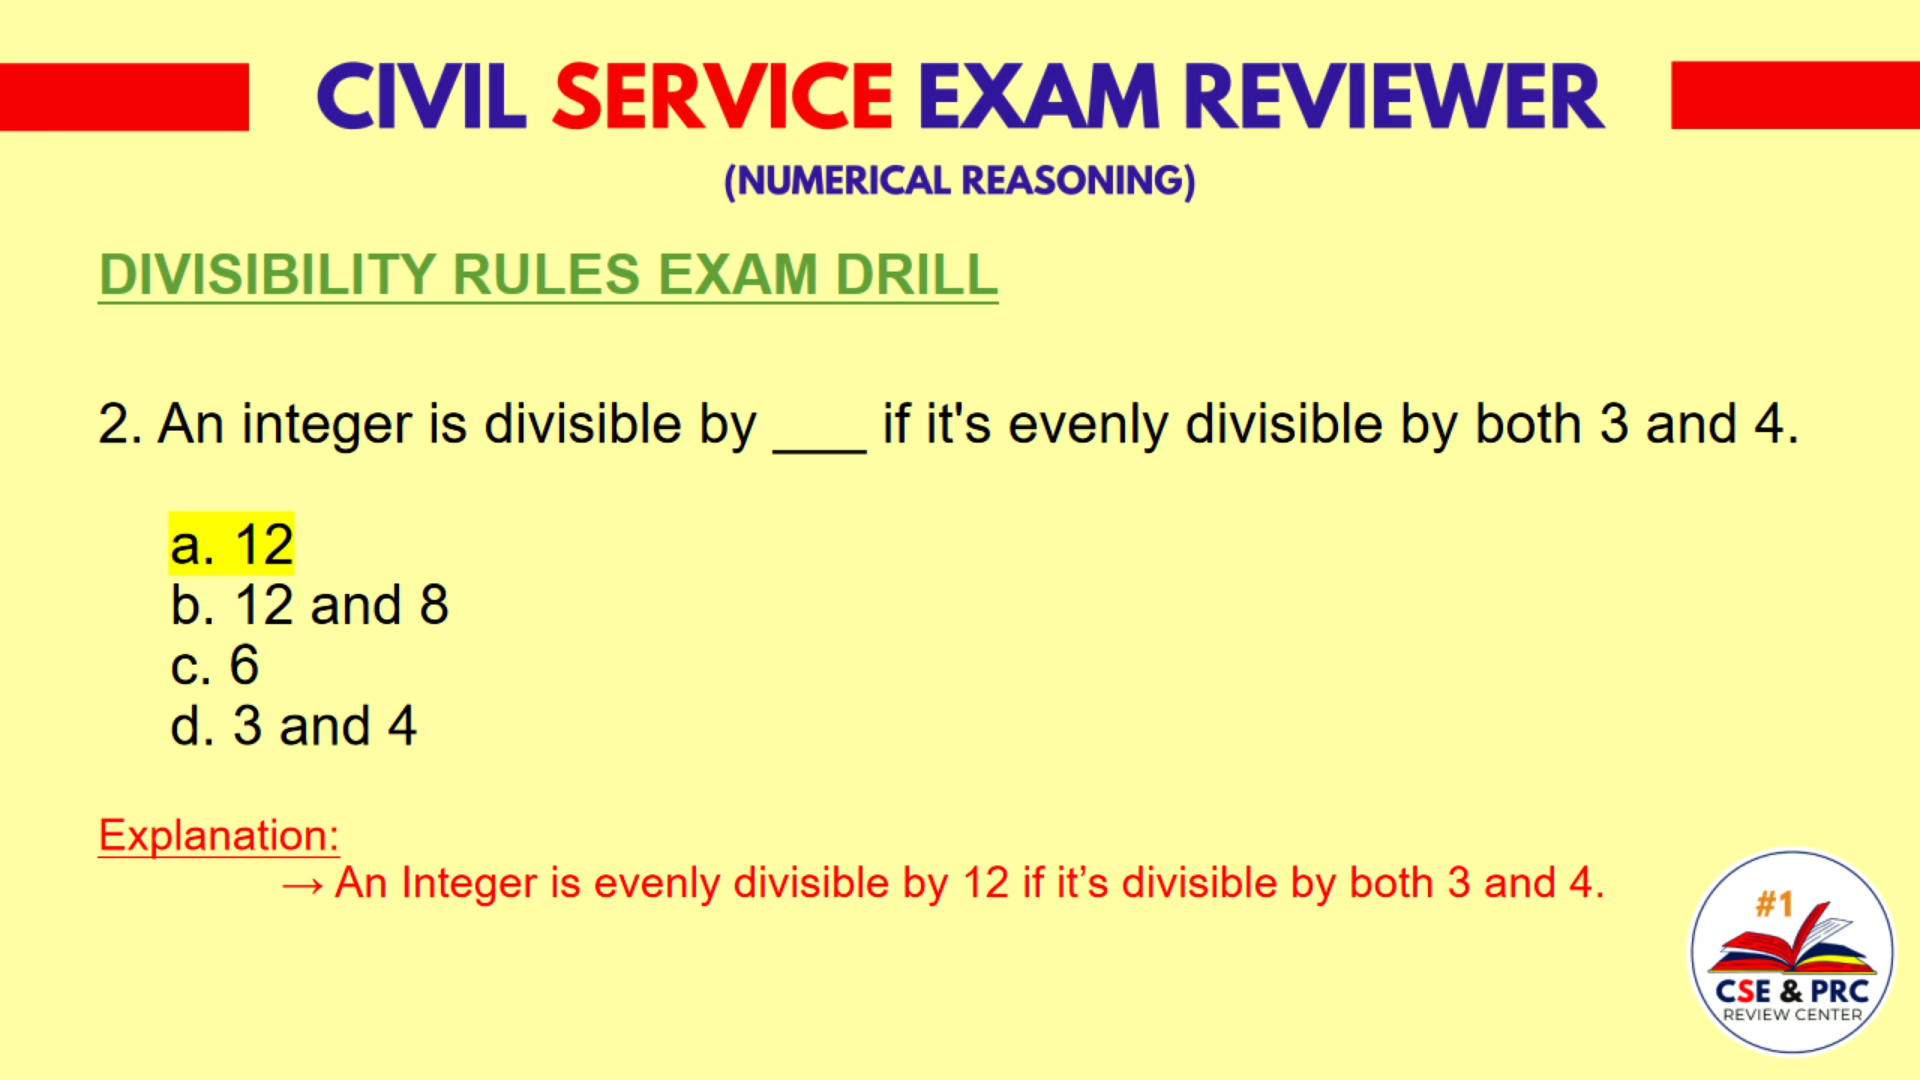 CIVIL SERVICE EXAM REVIEWER
(NUMERICAL REASONING)
DIVISIBILITY RULES EXAM DRILL
2. An integer is divisible by ___ if it's evenly divisible by both 3 and 4.
a. 12
b. 12 and 8
c. 6
d. 3 and 4
Explanation:
→ An Integer is evenly divisible by 12 if it’s divisible by both 3 and 4.
#1
CSE & PRC
REVIEW CENTER